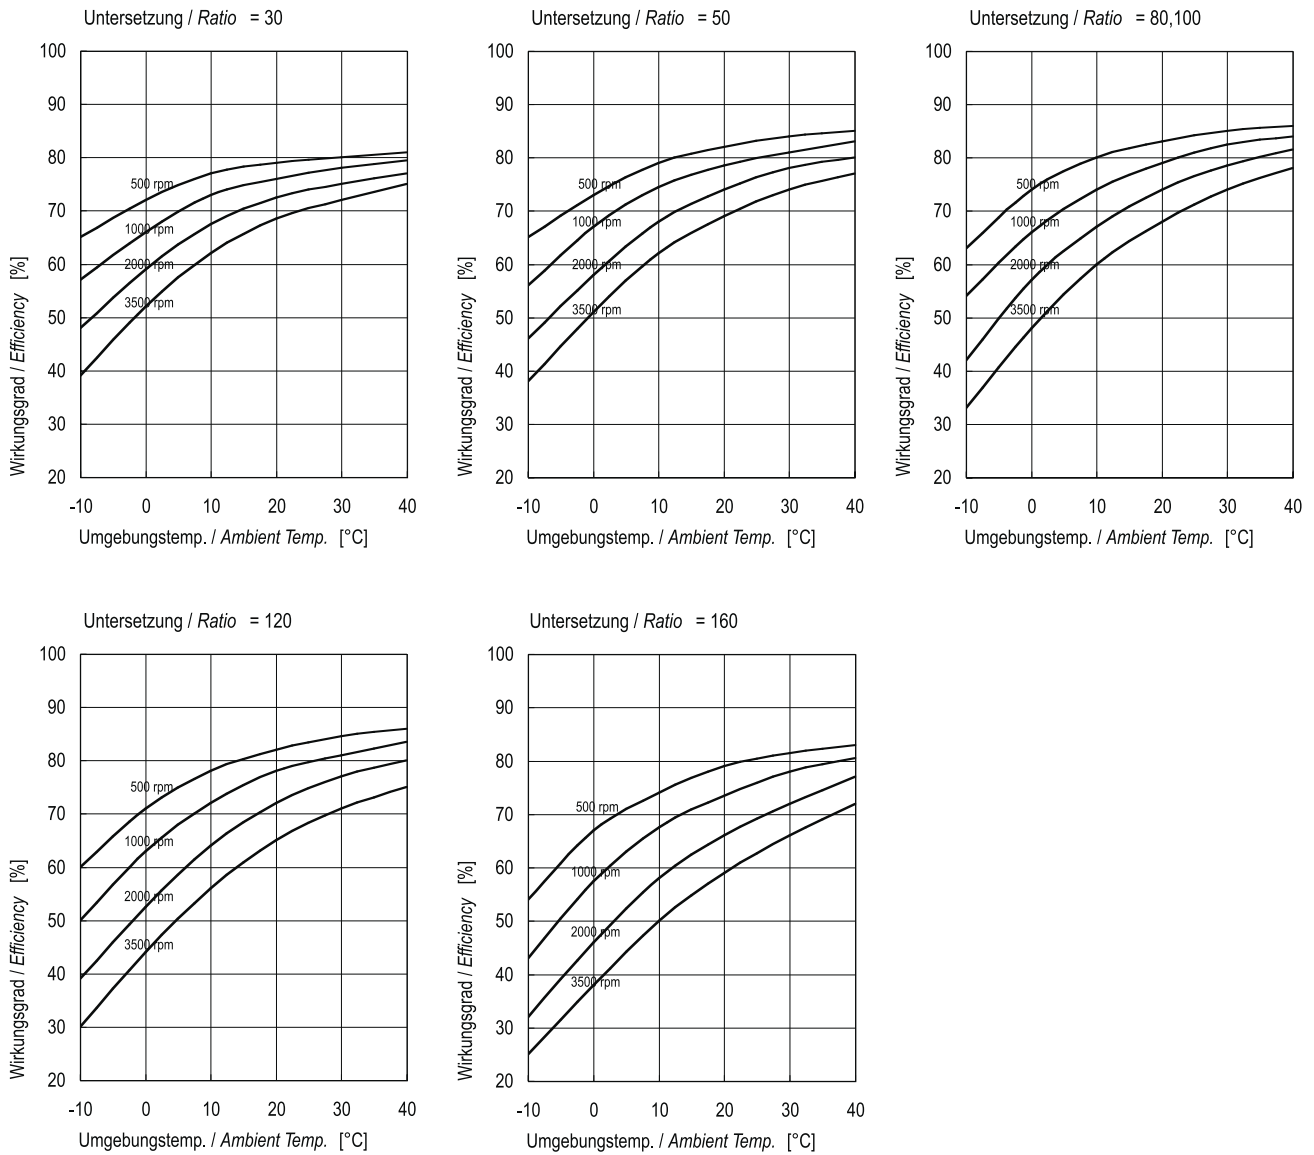 Untersetzung / Ratio = 30
100
90
80
70
60
50
40
30
20
500 rpm
1000 rpm
2000 rpm
3500 rpm
Wirkungsgrad / Efficiency [%]
-10 0 10 20 30 40
Umgebungstemp. / Ambient Temp. [°C]
Untersetzung / Ratio = 50
100
90
80
70
60
50
40
30
20
500 rpm
1000 rpm
2000 rpm
3500 rpm
Wirkungsgrad / Efficiency [%]
-10 0 10 20 30 40
Umgebungstemp. / Ambient Temp. [°C]
Untersetzung / Ratio = 80,100
100
90
80
70
60
50
40
30
20
500 rpm
1000 rpm
2000 rpm
3500 rpm
Wirkungsgrad / Efficiency [%]
-10 0 10 20 30 40
Umgebungstemp. / Ambient Temp. [°C]
Untersetzung / Ratio = 120
100
90
80
70
60
50
40
30
20
500 rpm
1000 rpm
2000 rpm
3500 rpm
Wirkungsgrad / Efficiency [%]
-10 0 10 20 30 40
Umgebungstemp. / Ambient Temp. [°C]
Untersetzung / Ratio = 160
100
90
80
70
60
50
40
30
20
500 rpm
1000 rpm
2000 rpm
3500 rpm
Wirkungsgrad / Efficiency [%]
-10 0 10 20 30 40
Umgebungstemp. / Ambient Temp. [°C]